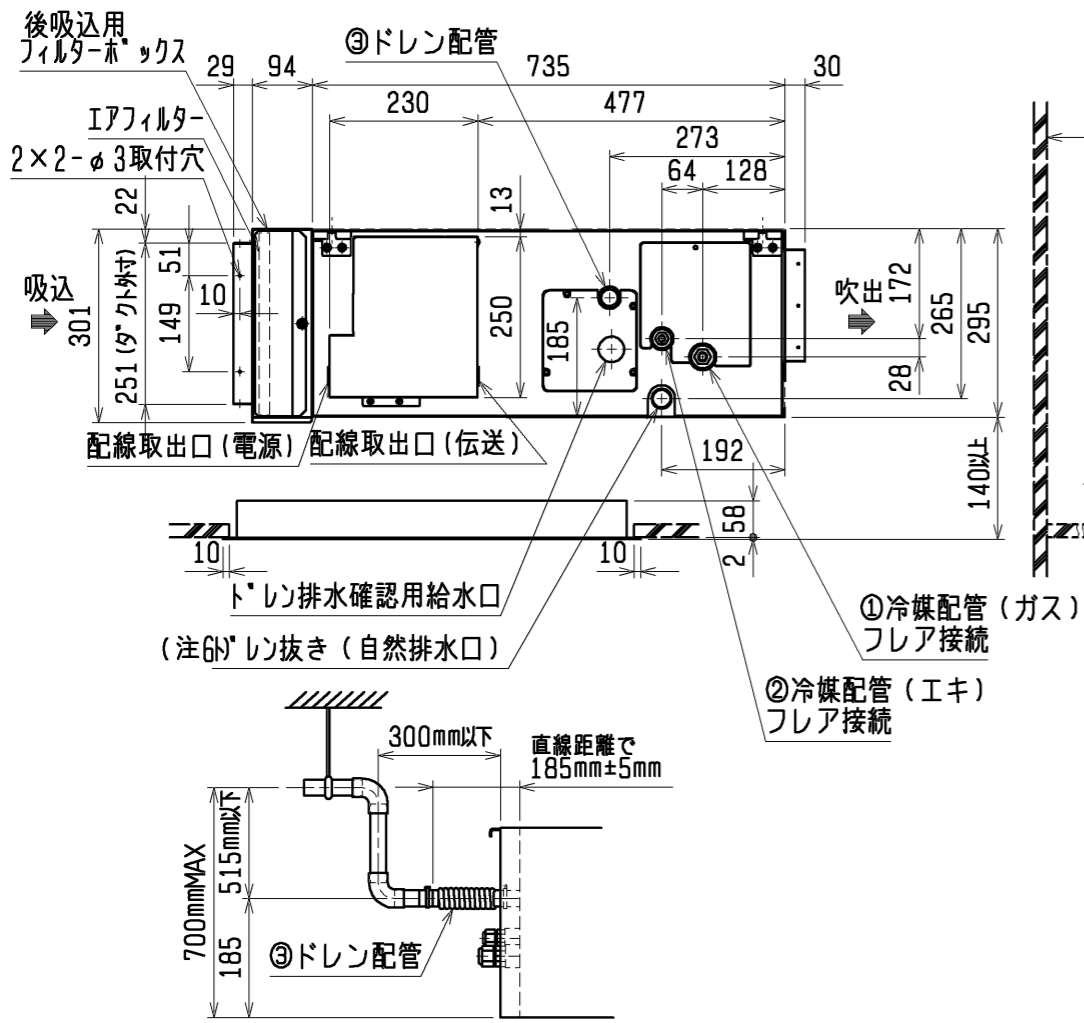 後吸込用
フィルターボックス
③ドレン配管
29
94
735
30
230
477
エアフィルター
273
2×2-φ3取付穴
64
128
22
13
51
吸込
10
149
301
251(ダクト外寸)
250
185
吹出
172
28
265
295
配線取出口(電源)
配線取出口(伝送)
192
140以上
58
2
10
10
ドレン排水確認用給水口
(注6)ドレン抜き(自然排水口)
①冷媒配管(ガス)
フレア接続
②冷媒配管(エキ)
フレア接続
300mm以下
直線距離で
185mm±5mm
700mmMAX
515mm以下
185
③ドレン配管